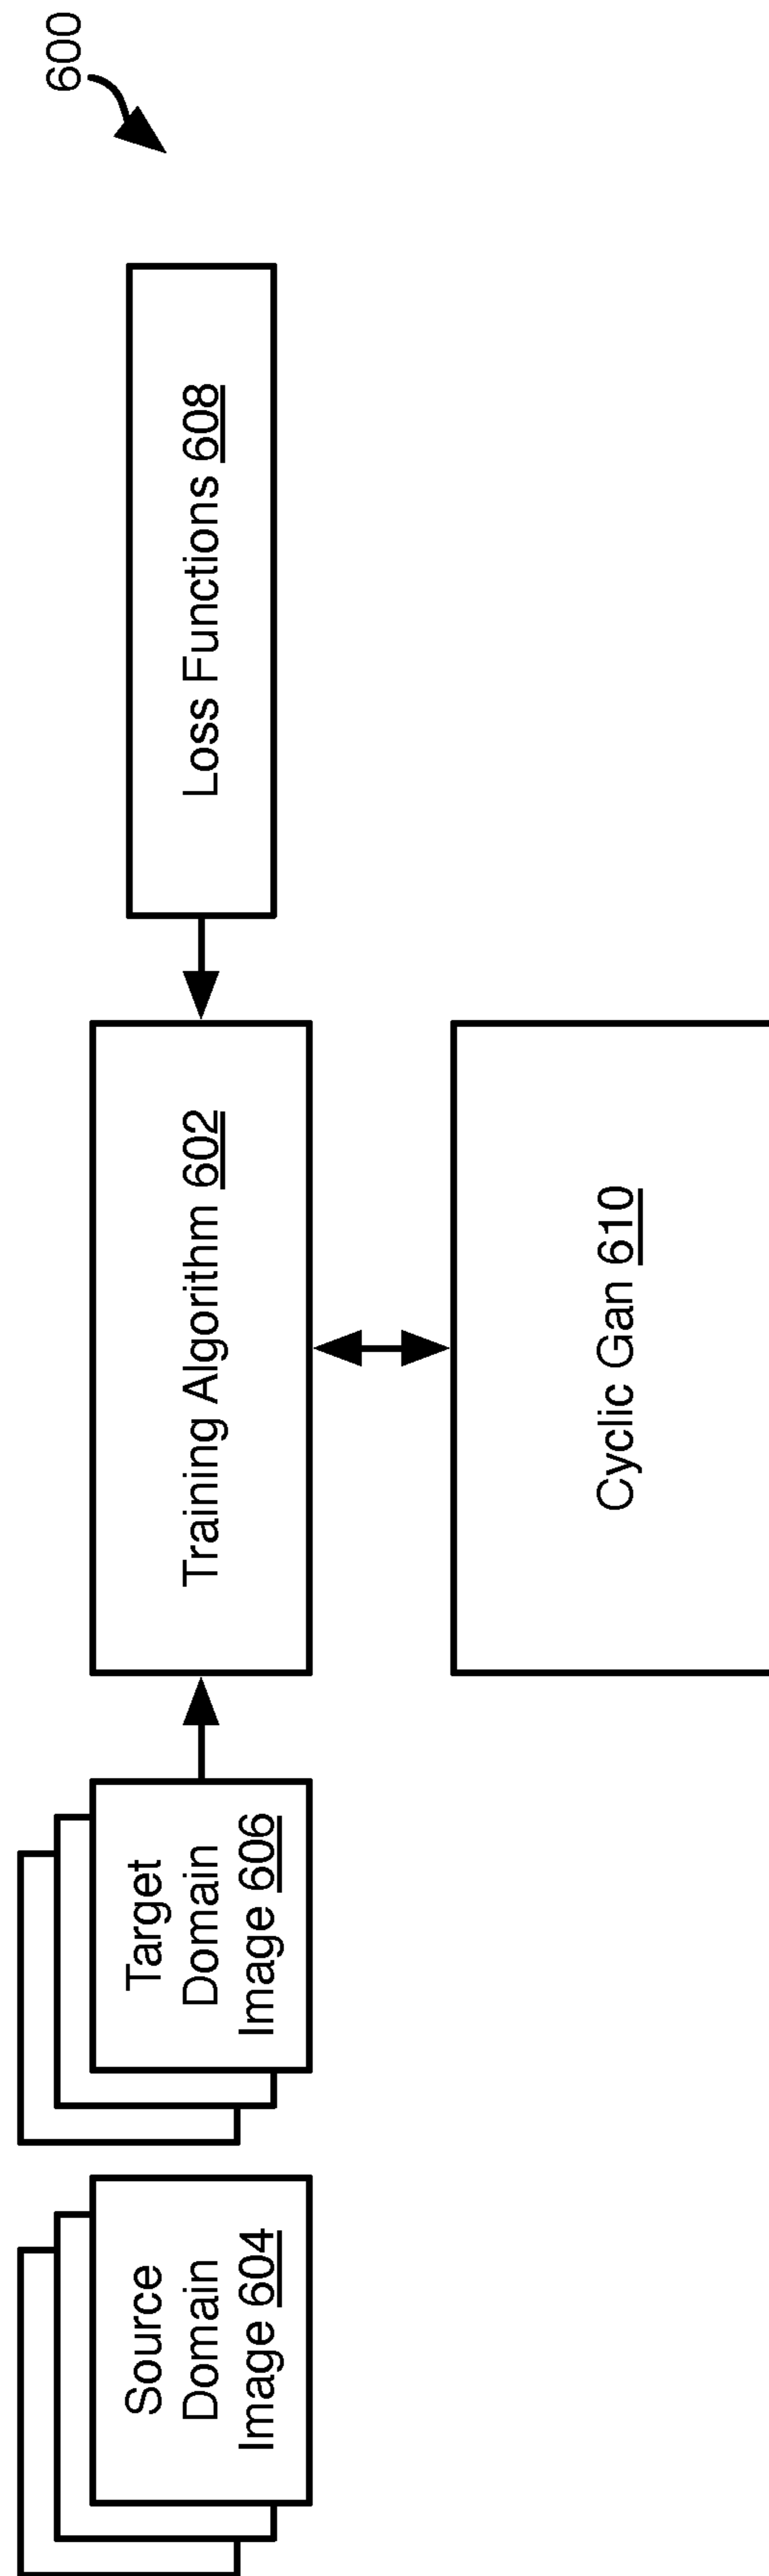 600
Source
Domain
Image 604
Target
Domain
Image 606
Training Algorithm 602
Loss Functions 608
Cyclic Gan 610